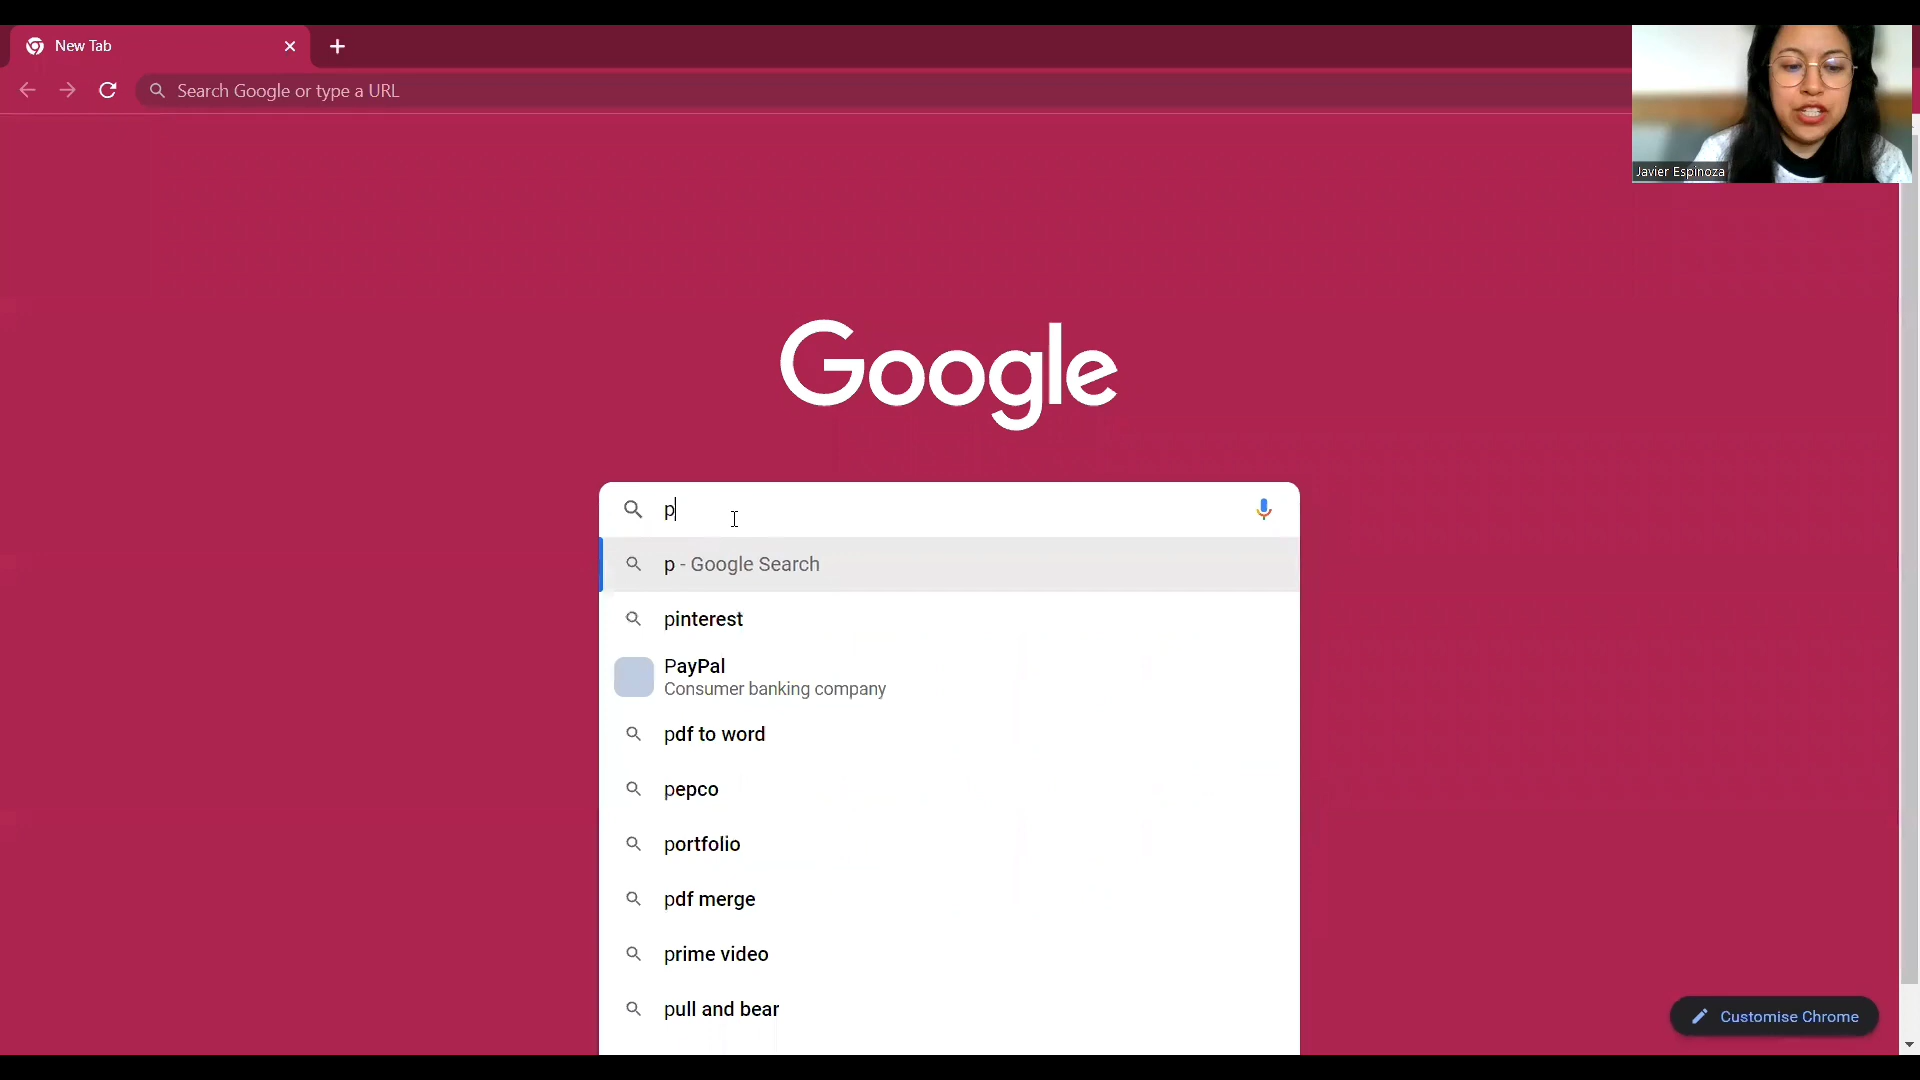 New Tab
Search Google or type a URL
Javier Espinoza
Google
p
p - Google Search
pinterest
PayPal
Consumer banking company
pdf to word
pepco
portfolio
pdf merge
prime video
pull and bear
Customise Chrome